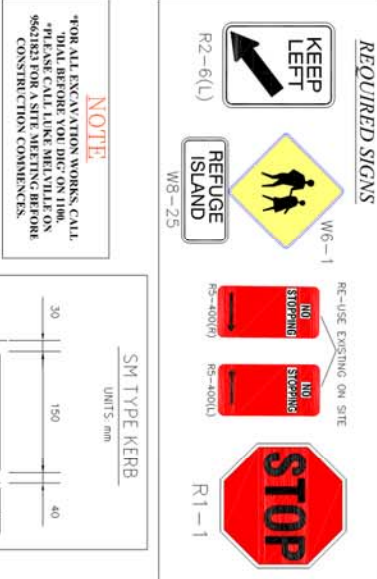 REQUIRED SIGNS
KEEP
LEFT
R2-6(L)
W6-1
REFUGE
ISLAND
W8-25
RE-USE EXISTING ON SITE
NO
STOPPING
R5-400(R)
NO
STOPPING
R5-400(L)
STOP
R1-1
NOTE
*FOR ALL EXCAVATION WORKS, CALL
'DIAL BEFORE YOU DIG' ON 1100.
*PLEASE CALL LUKE MELVILLE ON
95621823 FOR A SITE MEETING BEFORE
CONSTRUCTION COMMENCES.
SM TYPE KERB
UNITS: mm
30
150
40